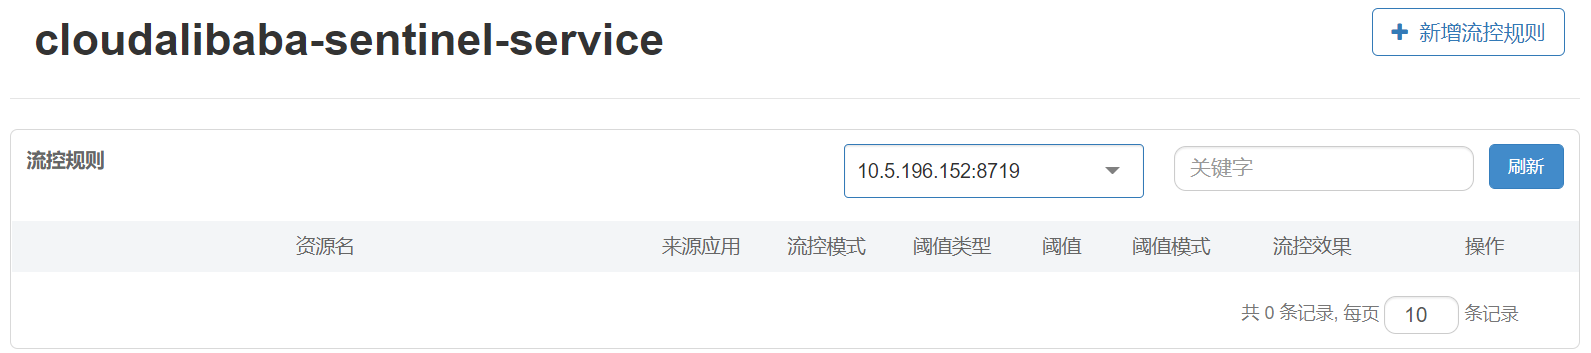 cloudalibaba-sentinel-service
新增流控规则
流控规则
10.5.196.152:8719
关键字
刷新
资源名 来源应用 流控模式 阈值类型 阈值 阈值模式 流控效果 操作
共 0 条记录, 每页 10 条记录